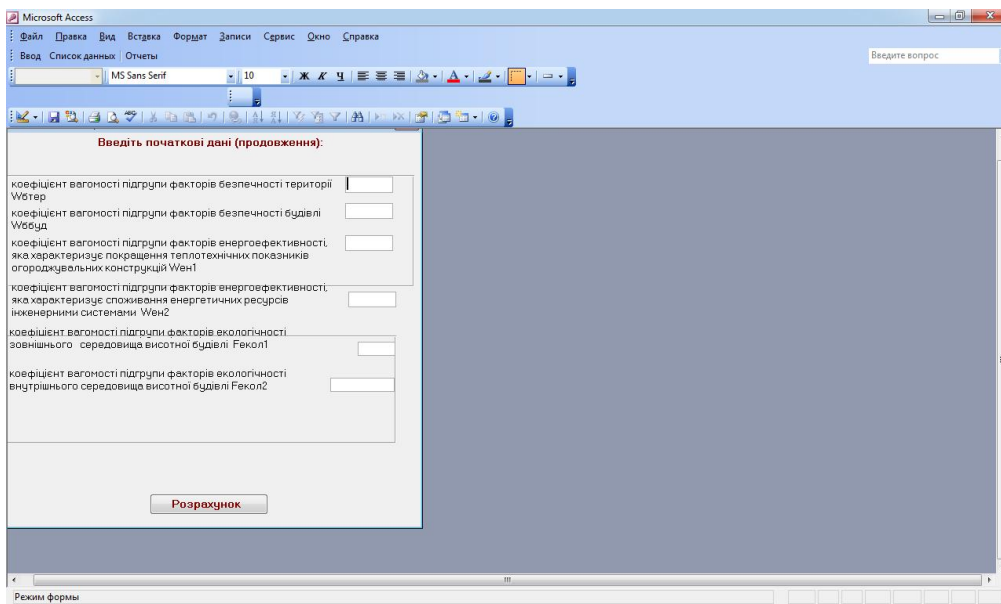 Microsoft Access
Файл Правка Вид Вставка Формат Записи Сервис Окно Справка
Ввод Список данных Отчеты
Введите вопрос
MS Sans Serif 10 Ж К Ч
Введіть початкові дані (продовження):
коефіцієнт вагомості підгрупи факторів безпечності території
Wбтер
коефіцієнт вагомості підгрупи факторів безпечності будівлі
Wббуд
коефіцієнт вагомості підгрупи факторів енергоефективності,
яка характеризує покращення теплотехнічних показників
огороджувальних конструкцій Wен1
коефіцієнт вагомості підгрупи факторів енергоефективності,
яка характеризує споживання енергетичних ресурсів
інженерними системами Wен2
коефіцієнт вагомості підгрупи факторів екологічності
зовнішнього середовища висотної будівлі Fекол1
коефіцієнт вагомості підгрупи факторів екологічності
внутрішнього середовища висотної будівлі Fекол2
Розрахунок
Режим формы